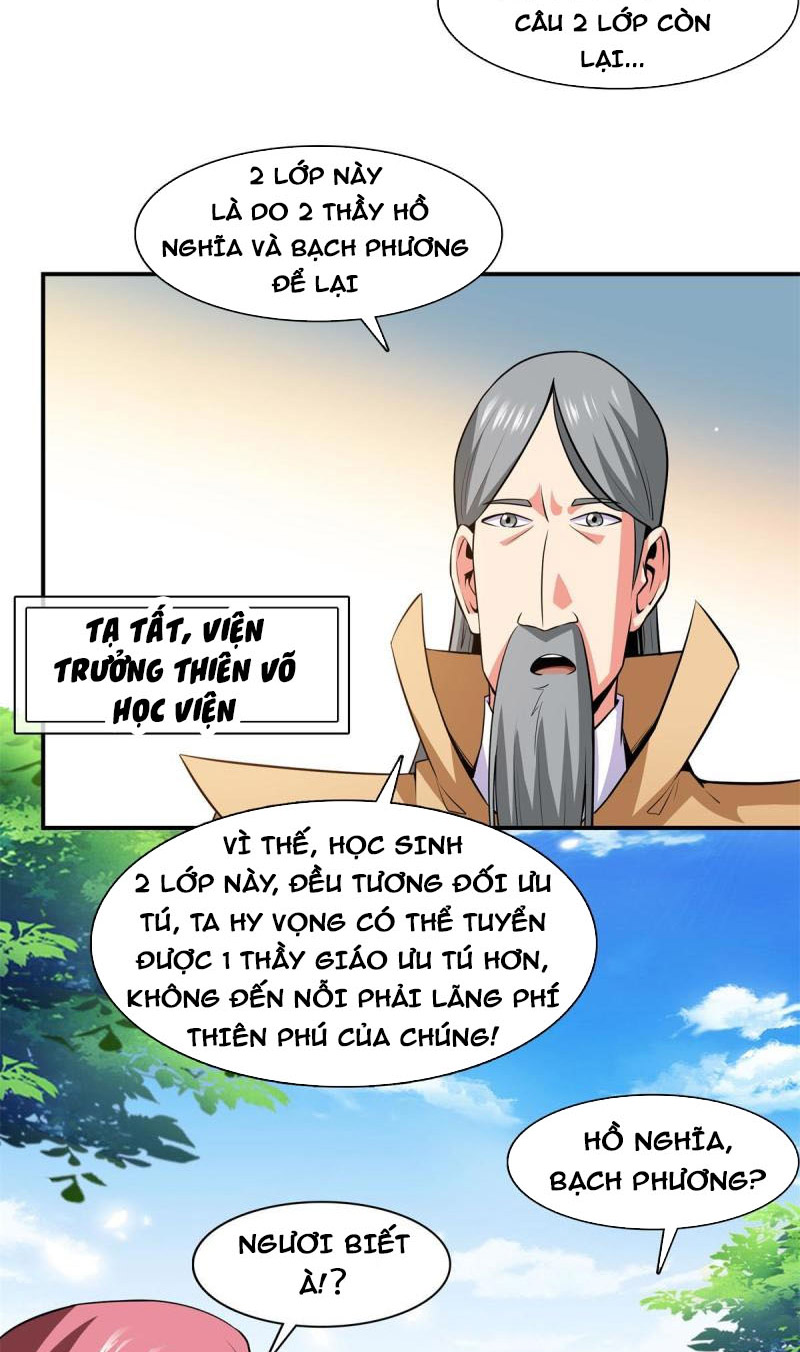 CÂU 2 LỚP CÒN
LẠI...
2 LỚP NÀY
LÀ DO 2 THẦY HỒ
NGHĨA VÀ BẠCH PHƯƠNG
ĐỂ LẠI
TẠ TẤT, VIỆN
TRƯỞNG THIÊN VÕ
HỌC VIỆN
VÌ THẾ, HỌC SINH
2 LỚP NÀY, ĐỀU TƯƠNG ĐỐI ƯU
TÚ, TA HY VỌNG CÓ THỂ TUYỂN
ĐƯỢC 1 THẦY GIÁO ƯU TÚ HƠN,
KHÔNG ĐẾN NỖI PHẢI LÃNG PHÍ
THIÊN PHÚ CỦA CHÚNG!
HỒ NGHĨA,
BẠCH PHƯƠNG?
NGƯƠI BIẾT
À!?